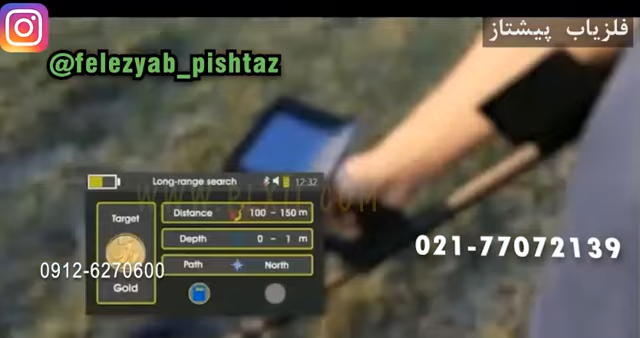 فلزیاب پیشتاز
@felezyab_pishtaz
Long-range search
12:32
Target
Gold
Distance 100 - 150 m
Depth 0 - 1 m
Path North
0912-6270600
021-77072139